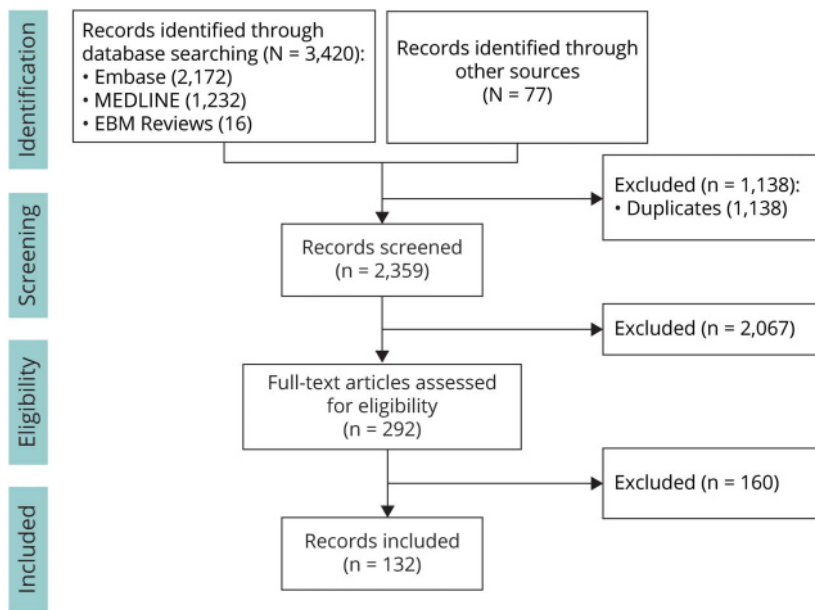 Identification
Records identified through
database searching (N = 3,420):
• Embase (2,172)
• MEDLINE (1,232)
• EBM Reviews (16)
Records identified through
other sources
(N = 77)
Excluded (n = 1,138):
• Duplicates (1,138)
Screening
Records screened
(n = 2,359)
Excluded (n = 2,067)
Eligibility
Full-text articles assessed
for eligibility
(n = 292)
Excluded (n = 160)
Included
Records included
(n = 132)